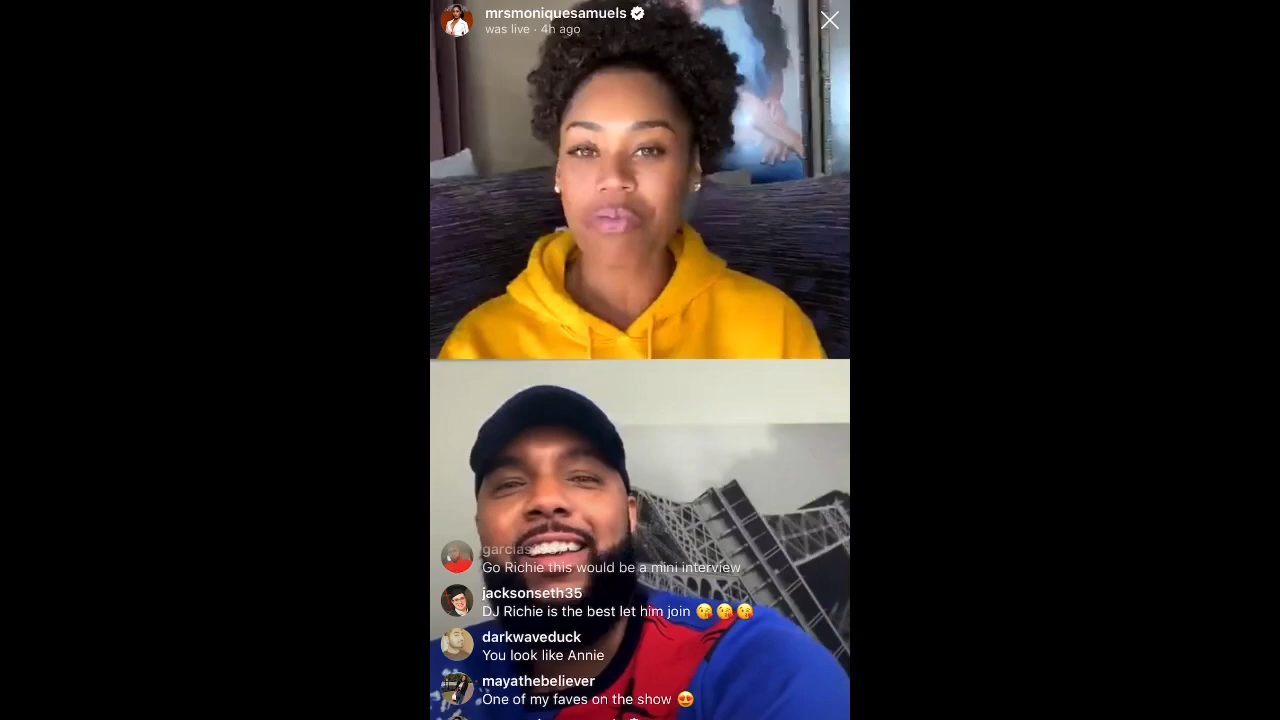 mrsmoniquesamuels
was live · 4h ago
Go Richie this would be a mini interview
jacksonseth35
DJ Richie is the best let him join 😘😘😘
darkwaveduck
You look like Annie
mayathebeliever
One of my faves on the show 😍